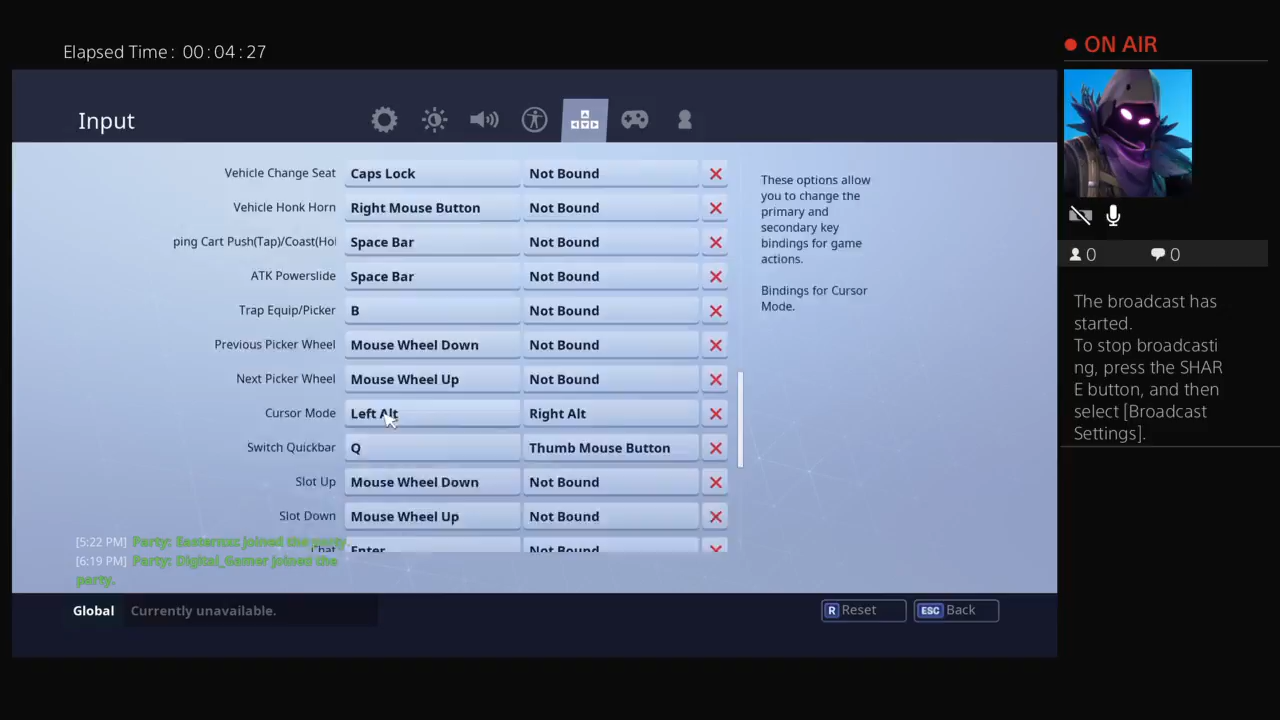 Elapsed Time: 00:04:27
ON AIR
Input
Vehicle Change Seat Caps Lock Not Bound
Vehicle Honk Horn Right Mouse Button Not Bound
ping Cart Push(Tap)/Coast(Hol Space Bar Not Bound
ATK Powerslide Space Bar Not Bound
Trap Equip/Picker B Not Bound
Previous Picker Wheel Mouse Wheel Down Not Bound
Next Picker Wheel Mouse Wheel Up Not Bound
Cursor Mode Left Alt Right Alt
Switch Quickbar Q Thumb Mouse Button
Slot Up Mouse Wheel Down Not Bound
Slot Down Mouse Wheel Up Not Bound
Chat Enter Not Bound
These options allow
you to change the
primary and
secondary key
bindings for game
actions.
Bindings for Cursor
Mode.
[5:22 PM] Party: joined the party.
[6:19 PM] Party: Digital_Gamer joined the
party.
Global Currently unavailable.
R Reset
ESC Back
0 0
The broadcast has
started.
To stop broadcasti
ng, press the SHAR
E button, and then
select [Broadcast
Settings].